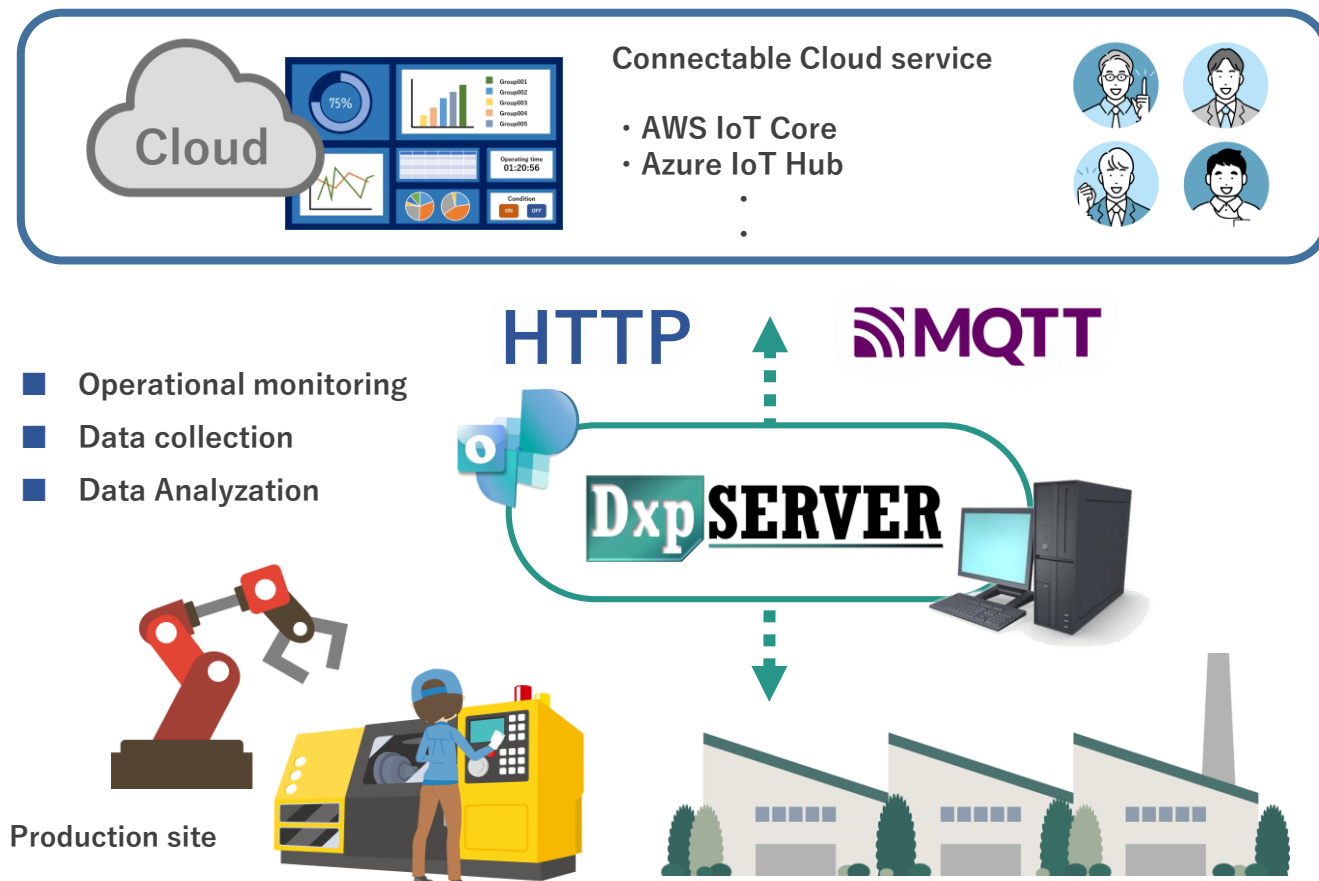 Cloud
75%
Group001
Group002
Group003
Group004
Group005
Operating time
01:20:56
Condition
ON OFF
Connectable Cloud service
・AWS IoT Core
・Azure IoT Hub
・
・
HTTP
MQTT
■ Operational monitoring
■ Data collection
■ Data Analyzation
o
Dxp SERVER
Production site